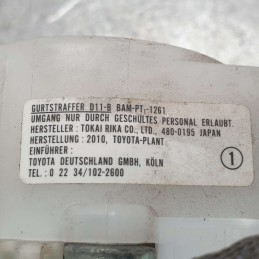 GURTSTRAFFER D11-B BAM-PT₁-1261
UMGANG NUR DURCH GESCHULTES PERSONAL ERLAUBT.
HERSTELLER : TOKAI RIKA CO., LTD., 480-0195 JAPAN
HERSTELLUNG : 2010, TOYOTA-PLANT
EINFÜHRER :
TOYOTA DEUTSCHLAND GMBH, KÖLN
TEL. : 0 22 34/102-2600
1